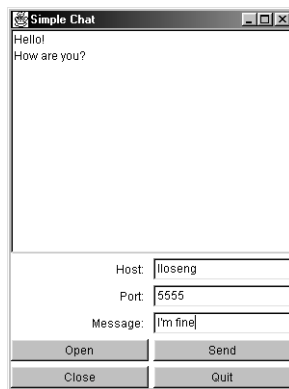 Simple Chat
Hello!
How are you?
Host: lloseng
Port: 5555
Message: I'm fine
Open Send
Close Quit